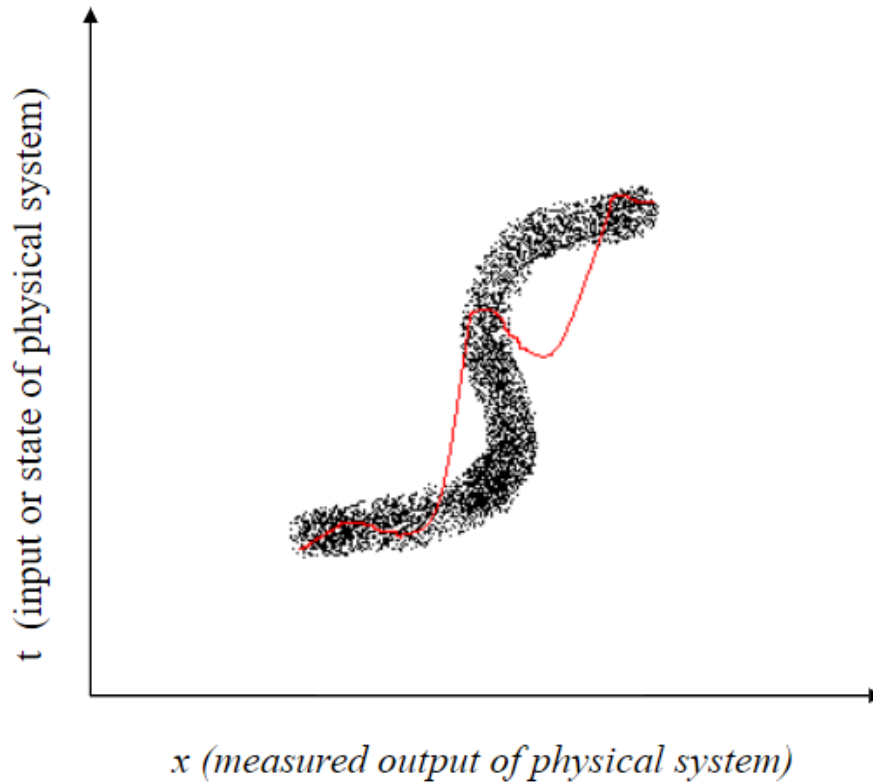 t (input or state of physical system)
x (measured output of physical system)